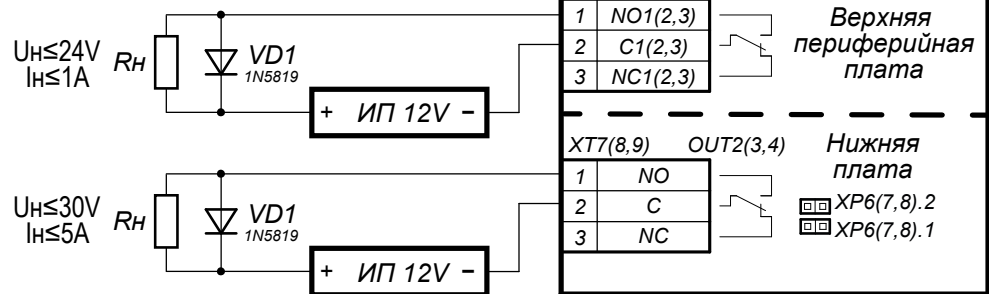 Uн≤24V
Iн≤1A
Rн
VD1
1N5819
+ ИП 12V −
1 NO1(2,3)
2 C1(2,3)
3 NC1(2,3)
Верхняя
периферийная
плата
XT7(8,9) OUT2(3,4)
Нижняя
плата
Uн≤30V
Iн≤5A
Rн
VD1
1N5819
+ ИП 12V −
1 NO
2 C
3 NC
XP6(7,8).2
XP6(7,8).1